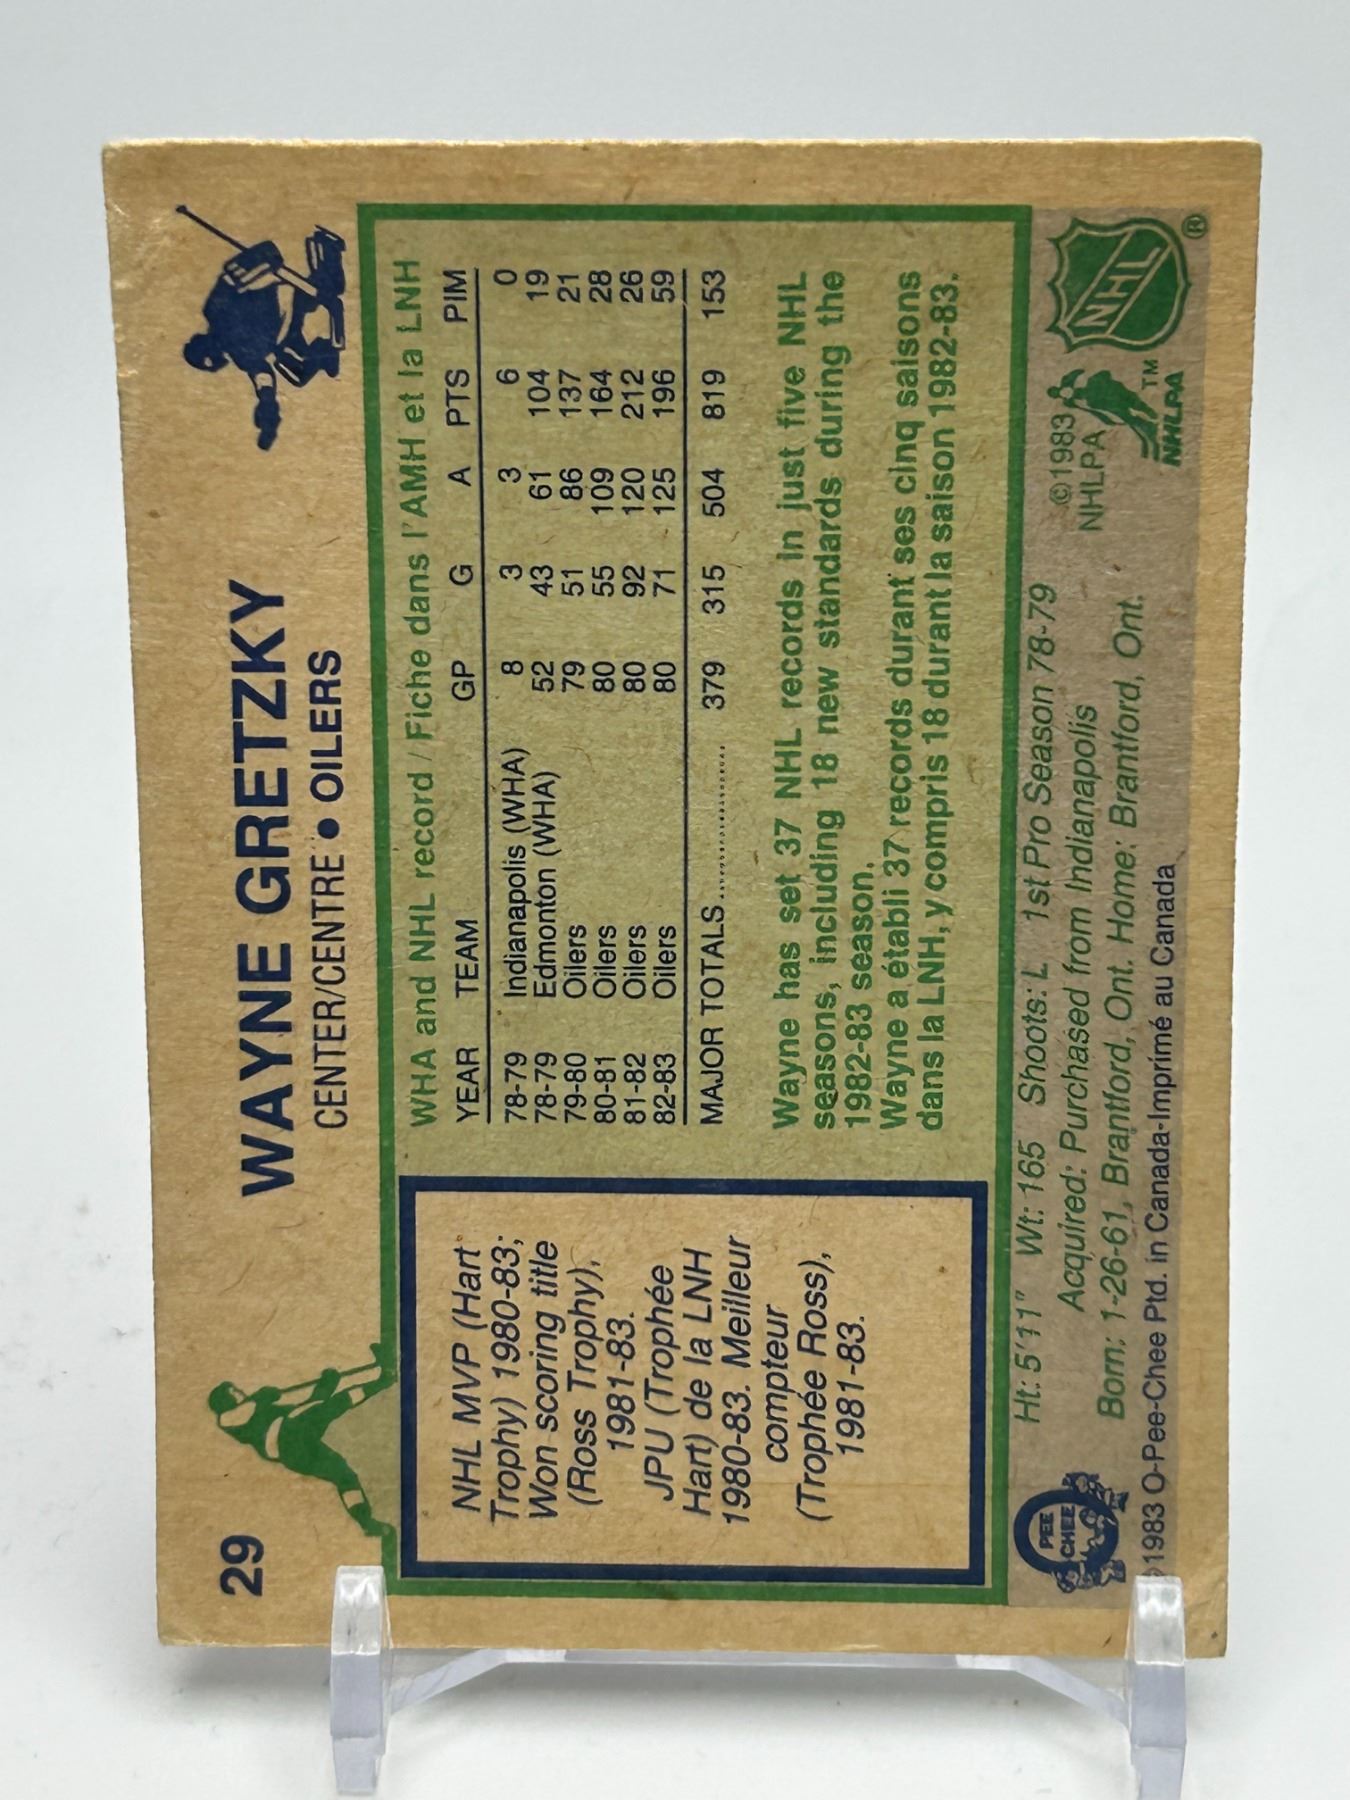 29
WAYNE GRETZKY
CENTER/CENTRE • OILERS
NHL MVP (Hart
Trophy) 1980-83;
Won scoring title
(Ross Trophy),
1981-83.
JPU (Trophée
Hart) de la LNH
1980-83. Meilleur
compteur
(Trophée Ross),
1981-83.
WHA and NHL record / Fiche dans l'AMH et la LNH
YEAR TEAM GP G A PTS PIM
78-79 Indianapolis (WHA) 8 3 3 6 0
78-79 Edmonton (WHA) 52 43 61 104 19
79-80 Oilers 79 51 86 137 21
80-81 Oilers 80 55 109 164 28
81-82 Oilers 80 92 120 212 26
82-83 Oilers 80 71 125 196 59
MAJOR TOTALS.................... 379 315 504 819 153
Wayne has set 37 NHL records in just five NHL
seasons, including 18 new standards during the
1982-83 season.
Wayne a établi 37 records durant ses cinq saisons
dans la LNH, y compris 18 durant la saison 1982-83.
PEE
CHEE
Ht: 5'11" Wt: 165 Shoots: L 1st Pro Season 78-79
Acquired: Purchased from Indianapolis
Born: 1-26-61, Brantford, Ont. Home: Brantford, Ont.
©1983 O-Pee-Chee Ptd. in Canada-Imprimé au Canada
©1983
NHLPA
NHLPA TM
NHL ®